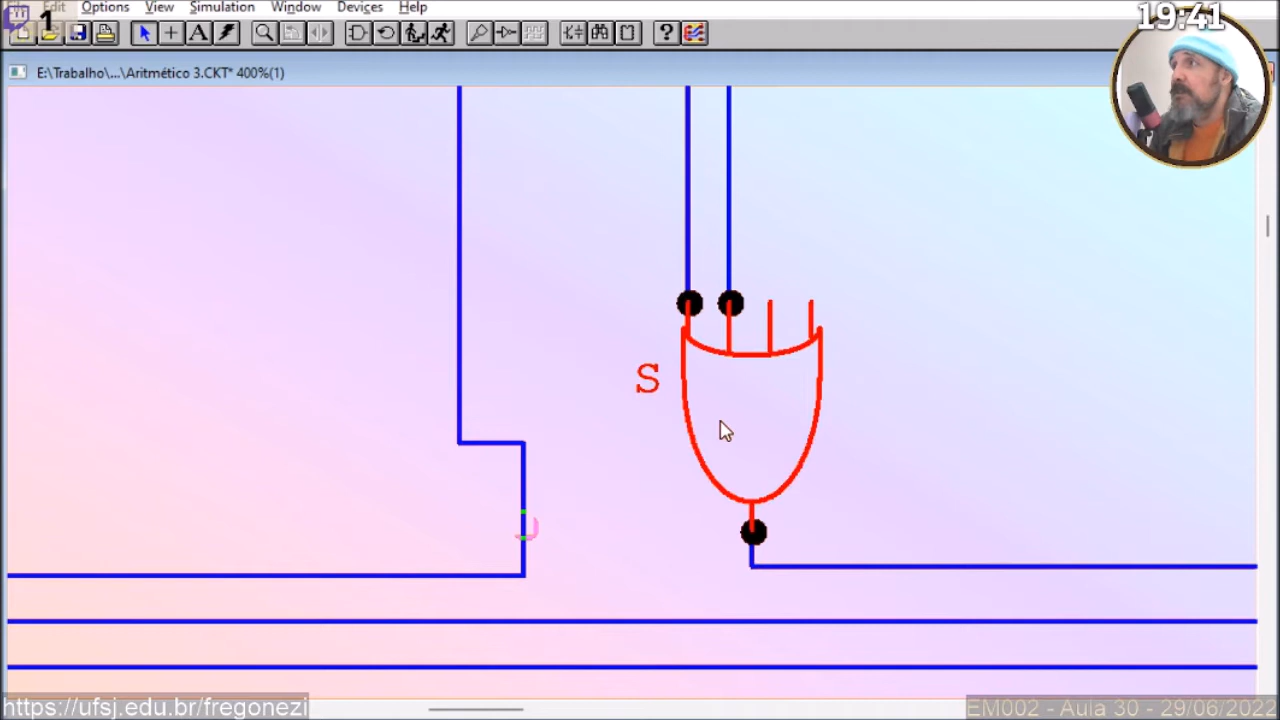 1
Edit Options View Simulation Window Devices Help
19:41
E:\Trabalho\...\Aritmético 3.CKT* 400%(1)
S
https://ufsj.edu.br/fregonezi
EM002 - Aula 30 - 29/06/2022